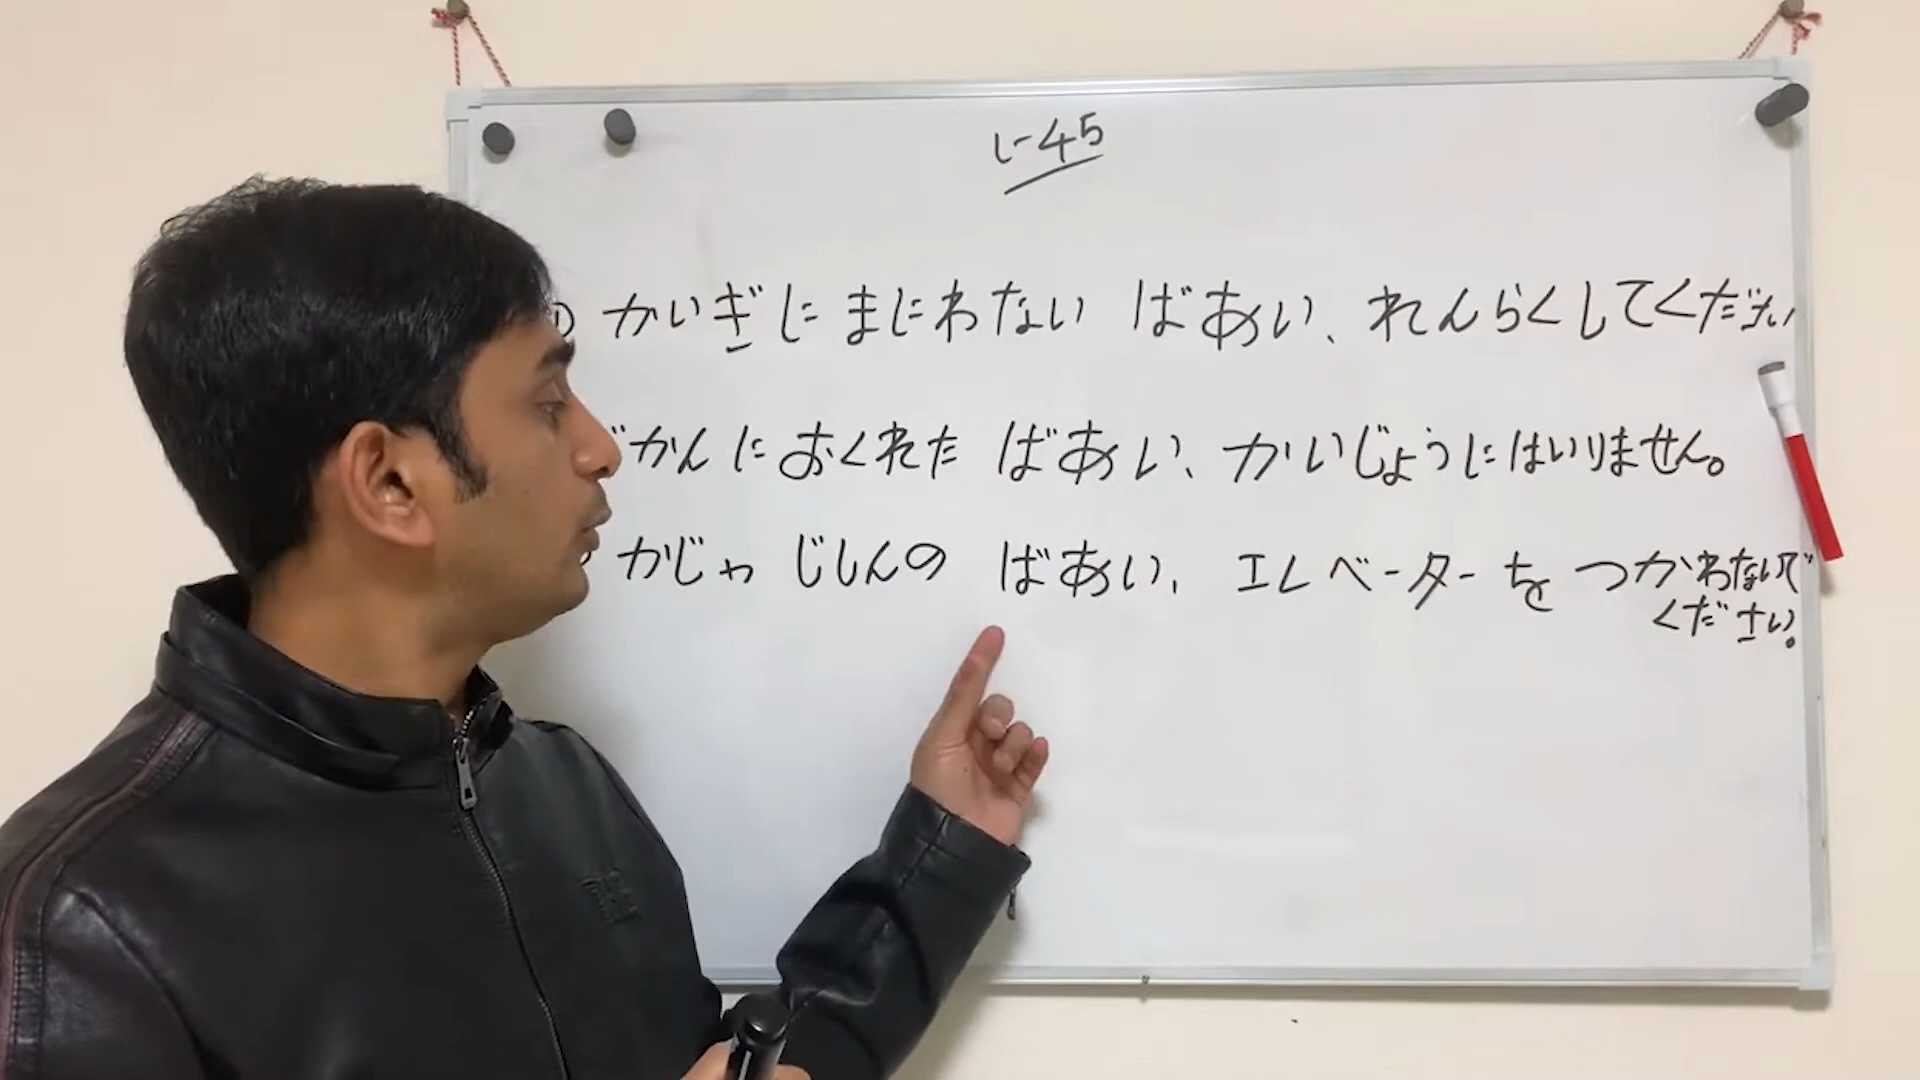 L-45
① かいぎに まにわない ばあい、れんらくしてください
かんに おくれた ばあい、かいじょうにはいりません。
かじや じしんの ばあい、エレベーターを つかわないで
ください。